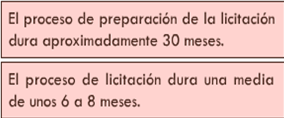 El proceso de preparación de la licitación
dura aproximadamente 30 meses.
El proceso de licitación dura una media
de unos 6 a 8 meses.